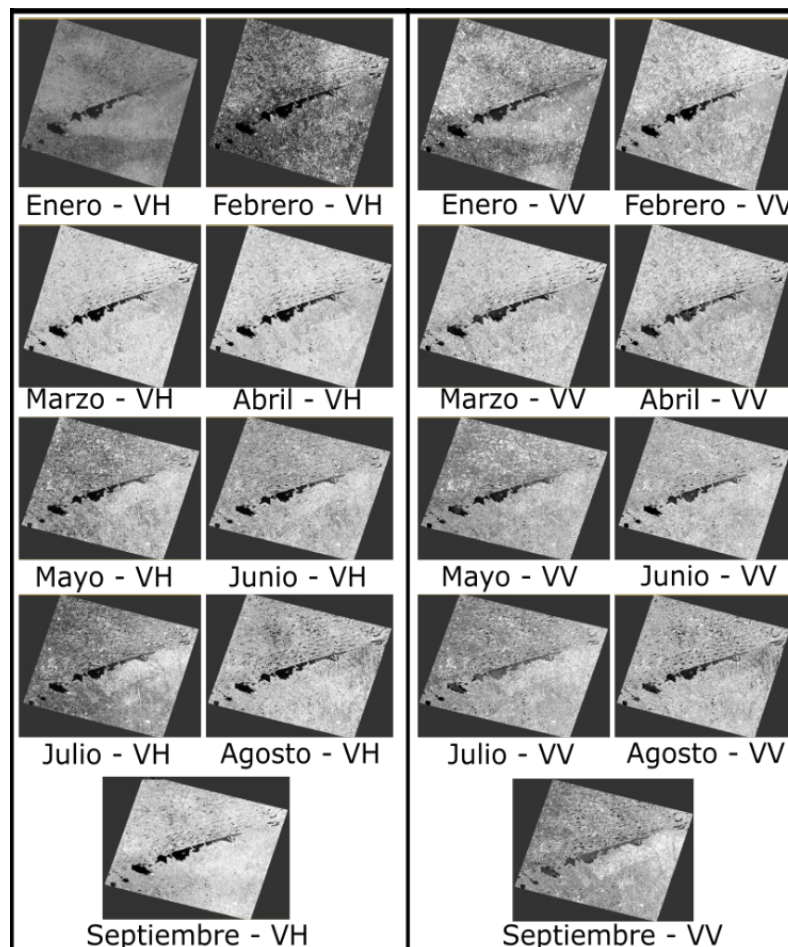 Enero - VH Febrero - VH
Marzo - VH Abril - VH
Mayo - VH Junio - VH
Julio - VH Agosto - VH
Septiembre - VH
Enero - VV Febrero - VV
Marzo - VV Abril - VV
Mayo - VV Junio - VV
Julio - VV Agosto - VV
Septiembre - VV